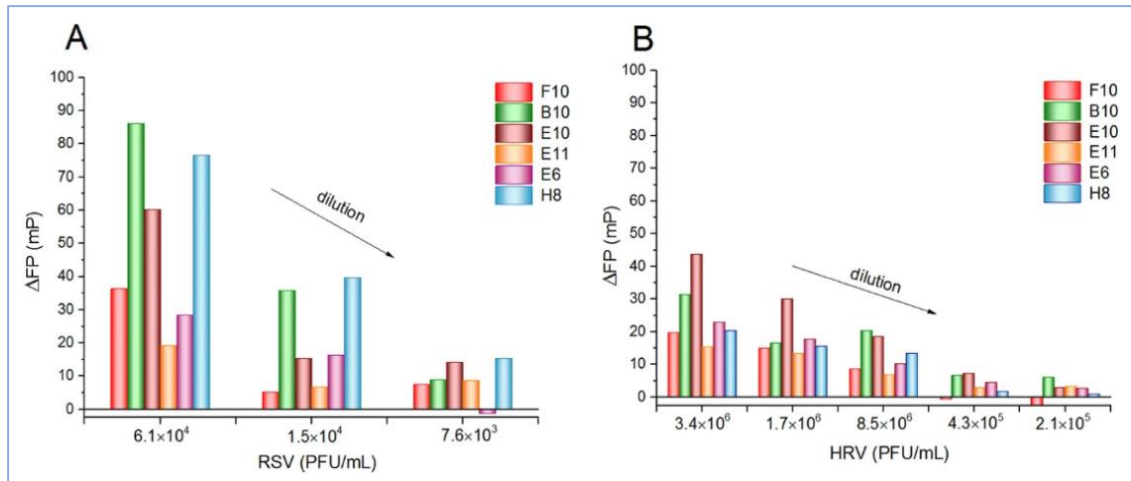 A
100
90
80
70
60
50
40
30
20
10
0
ΔFP (mP)
F10
B10
E10
E11
E6
H8
dilution
6.1×10⁴ 1.5×10⁴ 7.6×10³
RSV (PFU/mL)
B
100
90
80
70
60
50
40
30
20
10
0
ΔFP (mP)
F10
B10
E10
E11
E6
H8
dilution
3.4×10⁶ 1.7×10⁶ 8.5×10⁶ 4.3×10⁵ 2.1×10⁵
HRV (PFU/mL)